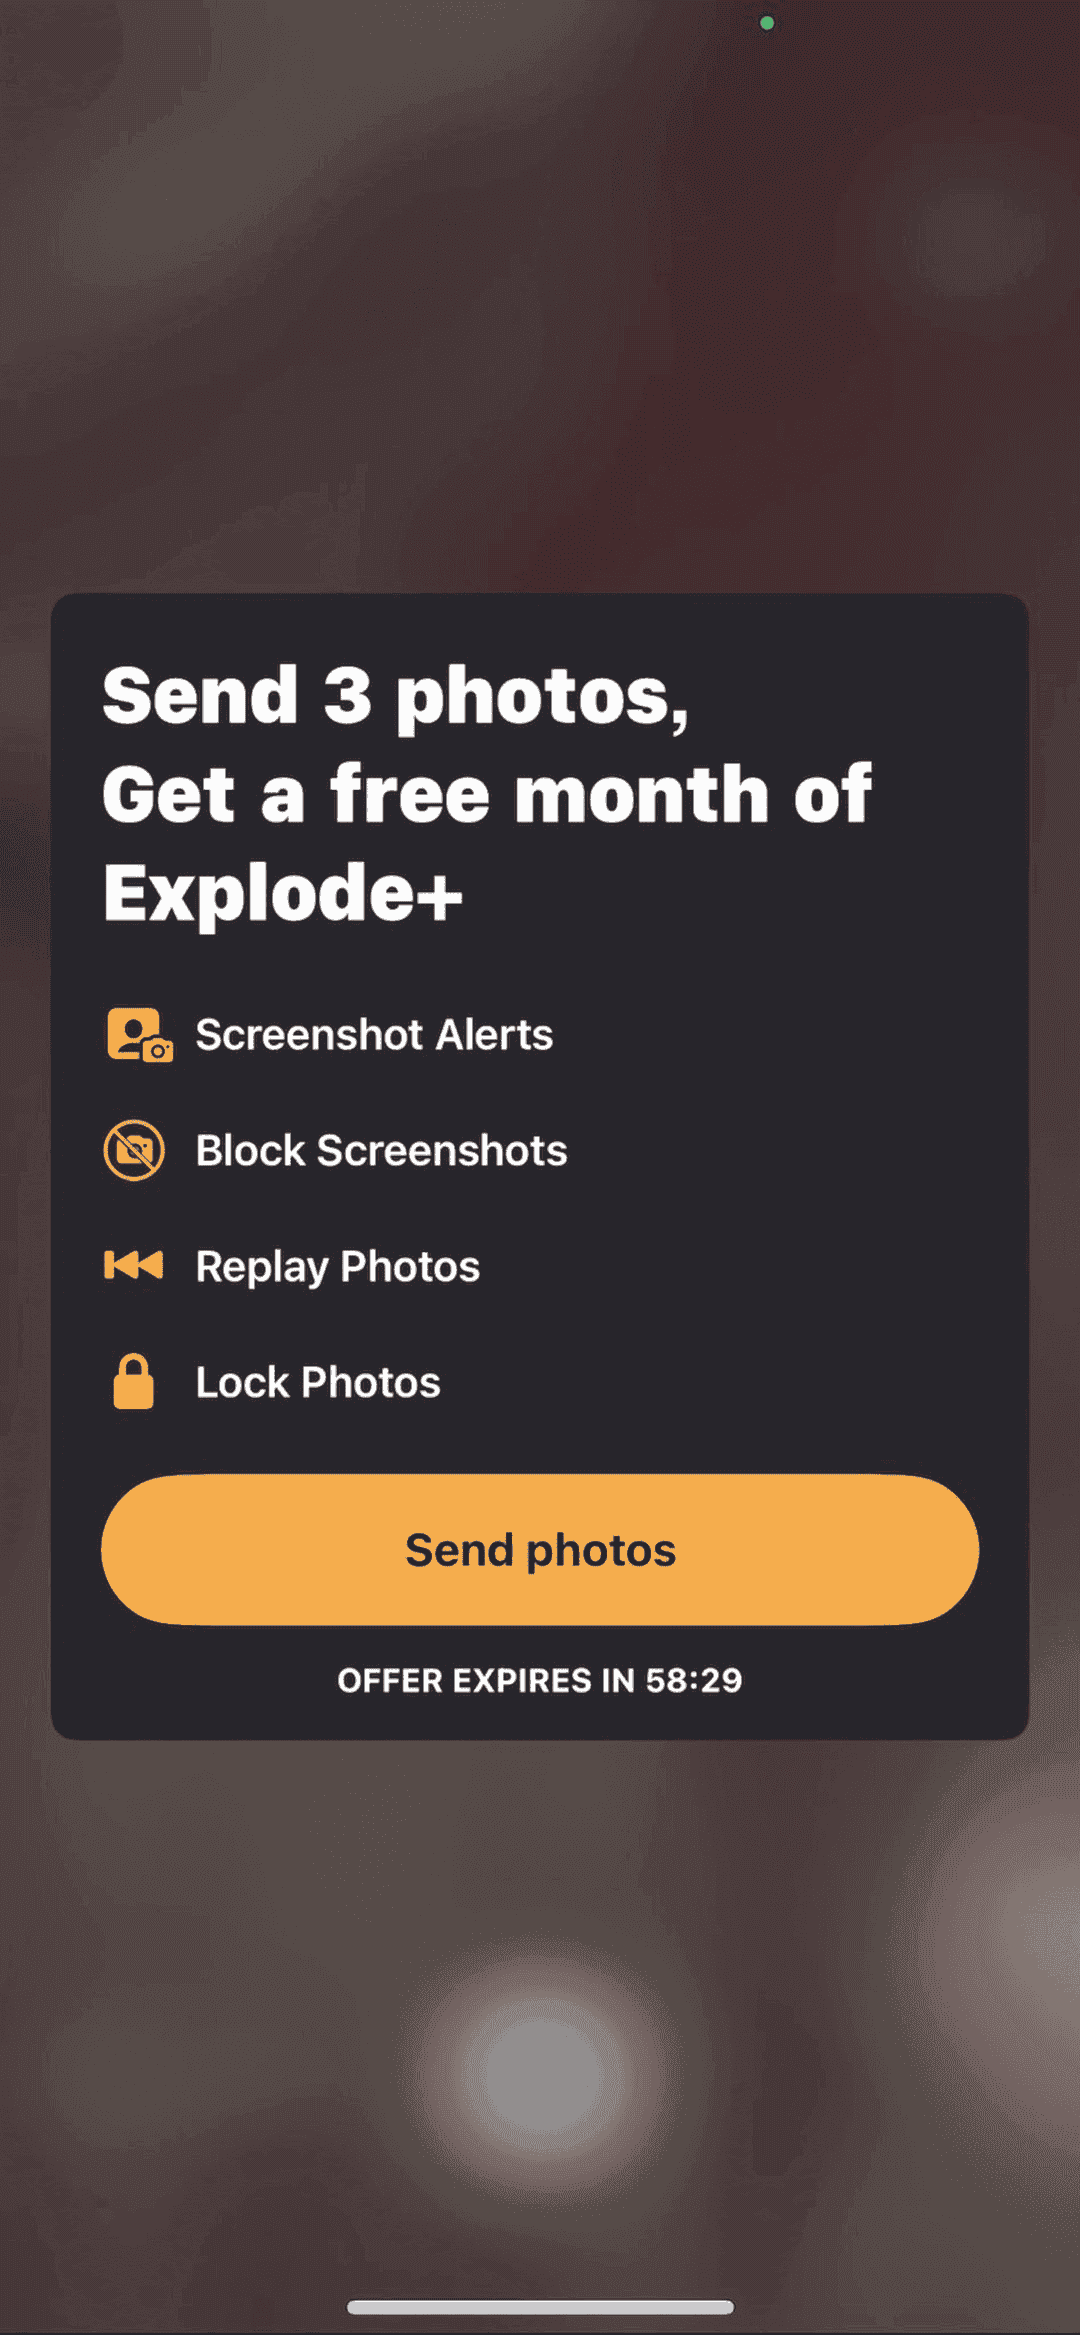 Send 3 photos,
Get a free month of
Explode+
Screenshot Alerts
Block Screenshots
Replay Photos
Lock Photos
Send photos
OFFER EXPIRES IN 58:29